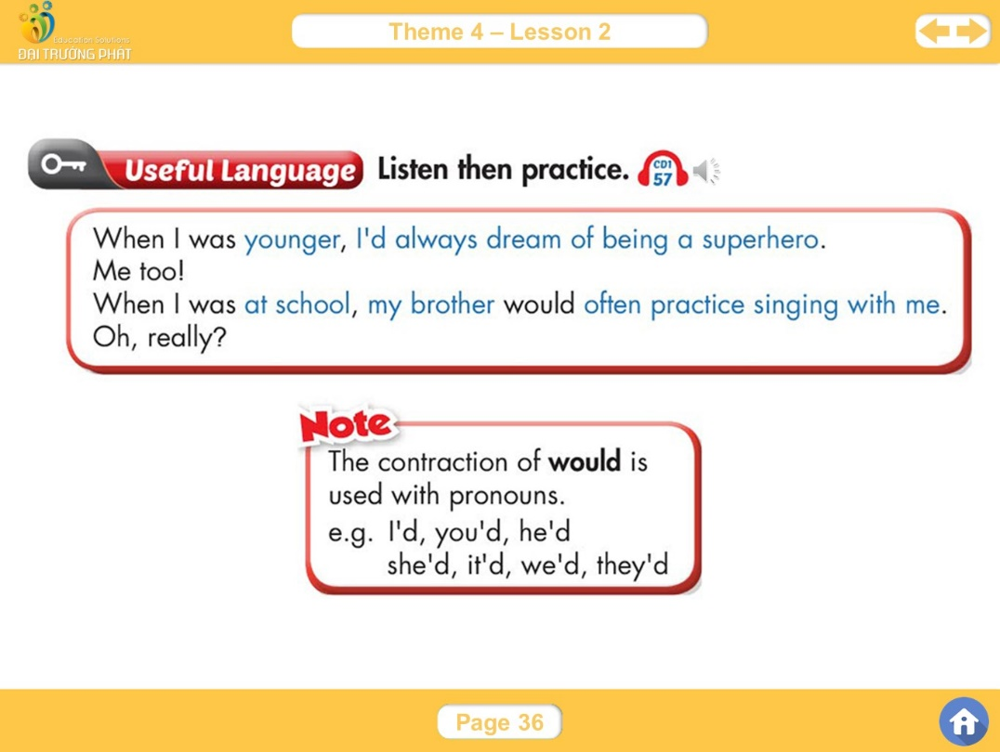 Education Solutions
ĐẠI TRƯỜNG PHÁT
Theme 4 – Lesson 2
Useful Language Listen then practice. CD1 57
When I was younger, I'd always dream of being a superhero.
Me too!
When I was at school, my brother would often practice singing with me.
Oh, really?
Note
The contraction of would is
used with pronouns.
e.g. I'd, you'd, he'd
she'd, it'd, we'd, they'd
Page 36